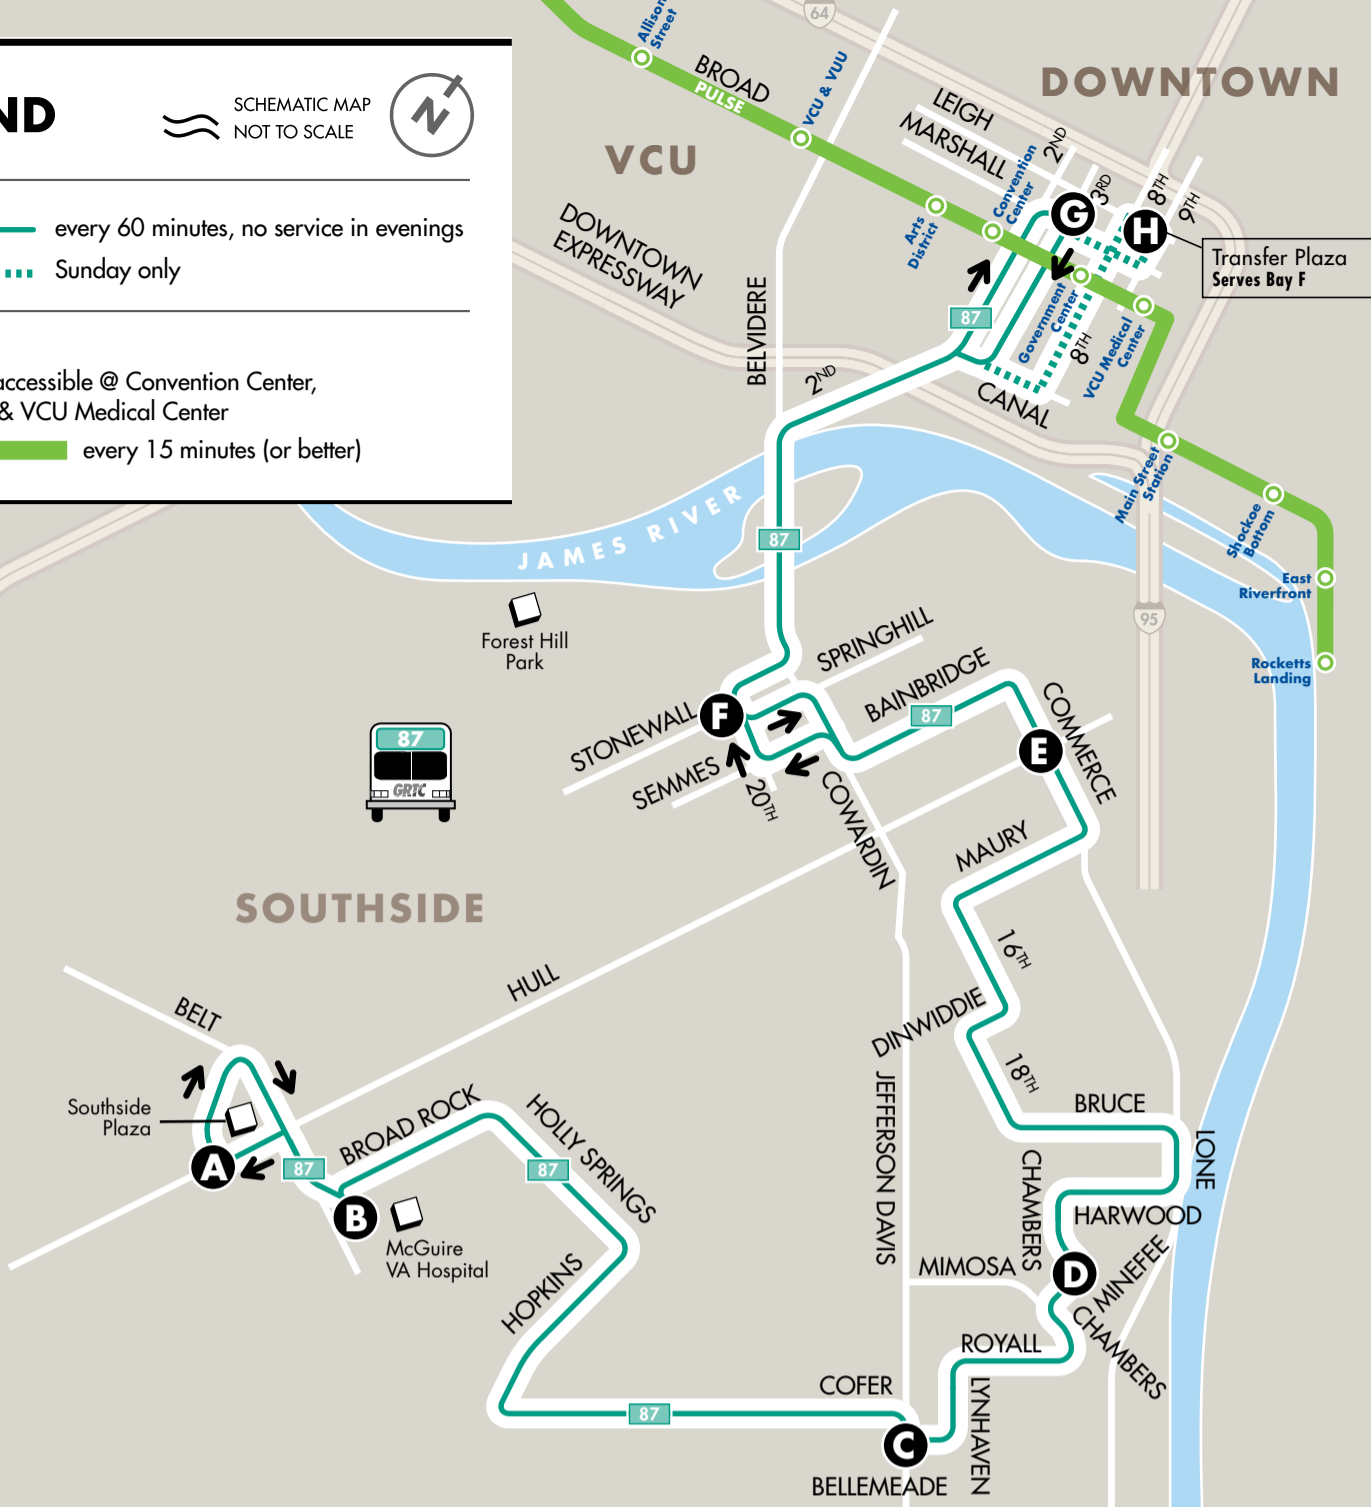 ND
SCHEMATIC MAP
NOT TO SCALE
N
every 60 minutes, no service in evenings
Sunday only
accessible @ Convention Center,
& VCU Medical Center
every 15 minutes (or better)
64
Allison
Street
BROAD
PULSE
VCU & VUU
DOWNTOWN
VCU
LEIGH
MARSHALL
2ND
3RD
8TH
9TH
Convention
Center
Arts
District
G
H
Transfer Plaza
Serves Bay F
DOWNTOWN
EXPRESSWAY
BELVIDERE
87
Government
Center
8TH
VCU Medical
Center
2ND
CANAL
Main Street
Station
Shockoe
Bottom
East
Riverfront
Rocketts
Landing
95
JAMES RIVER
87
Forest Hill
Park
SPRINGHILL
BAINBRIDGE
87
COMMERCE
STONEWALL
F
E
SEMMES
20TH
COWARDIN
87
GRTC
MAURY
SOUTHSIDE
16TH
HULL
DINWIDDIE
18TH
BELT
Southside
Plaza
A
87
BROAD ROCK
HOLLY SPRINGS
87
B
McGuire
VA Hospital
HOPKINS
JEFFERSON DAVIS
BRUCE
LONE
CHAMBERS
HARWOOD
MIMOSA
D
MINEFEE
CHAMBERS
ROYALL
LYNHAVEN
COFER
87
C
BELLEMEADE